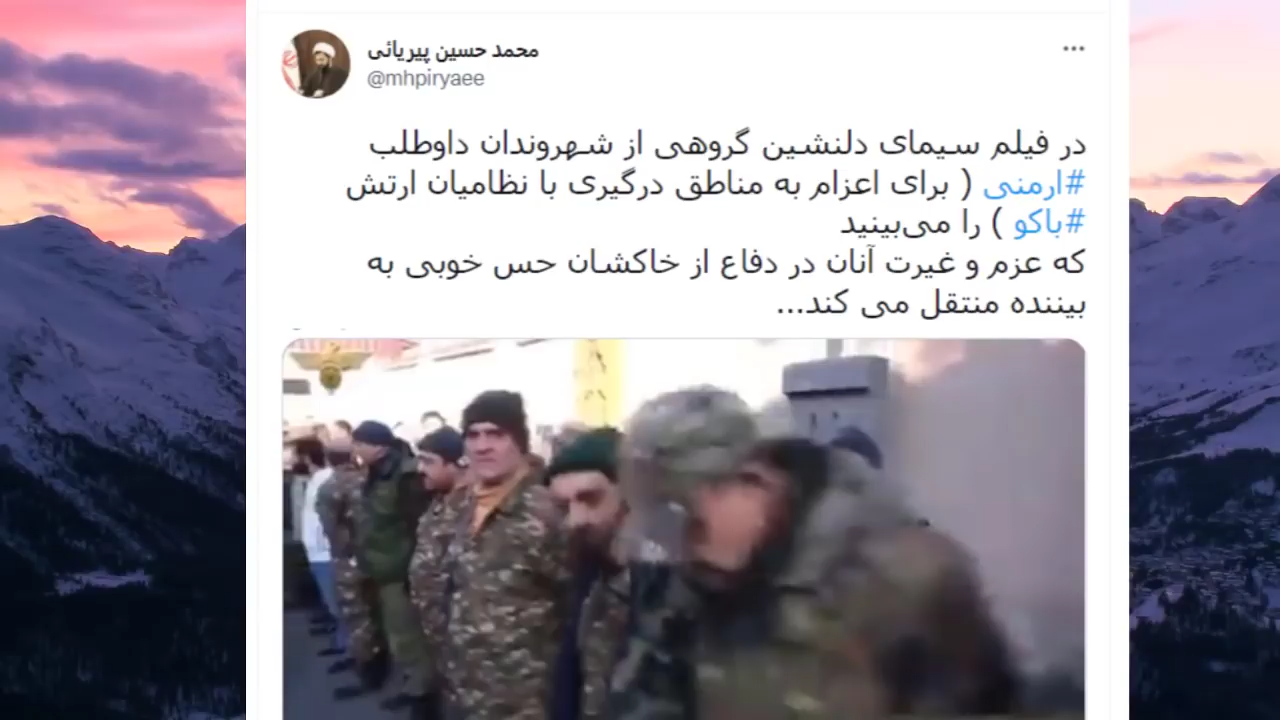 محمد حسین پیریائی
@mhpiryaee
در فیلم سیمای دلنشین گروهی از شهروندان داوطلب
#ارمنی ( برای اعزام به مناطق درگیری با نظامیان ارتش
#باکو ) را می‌بینید
که عزم و غیرت آنان در دفاع از خاکشان حس خوبی به
بیننده منتقل می کند...